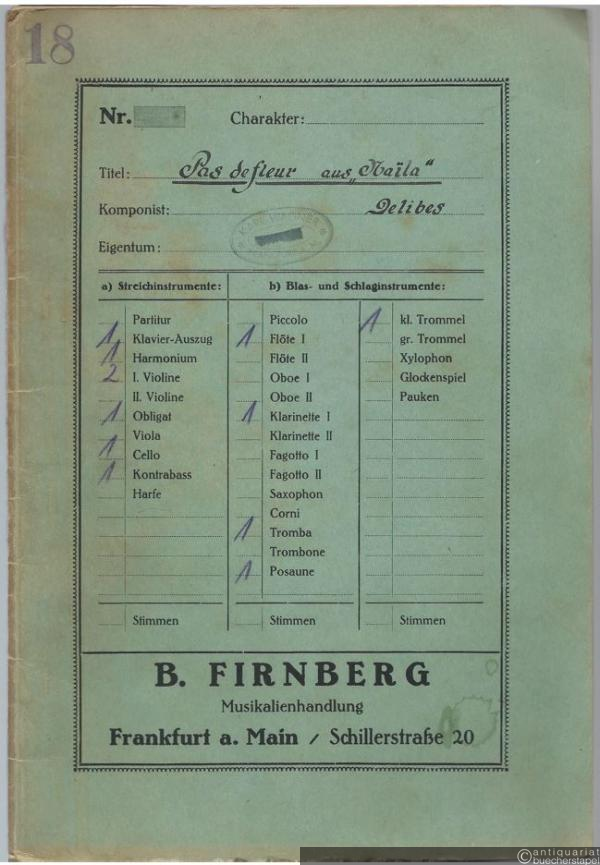 18
Nr. Charakter:
Titel: Pas de fleur aus „Naïla“
Komponist: Delibes
Eigentum:
a) Streichinstrumente: b) Blas- und Schlaginstrumente:
Partitur Piccolo 1 kl. Trommel
1 Klavier-Auszug 1 Flöte I gr. Trommel
1 Harmonium Flöte II Xylophon
2 I. Violine Oboe I Glockenspiel
II. Violine Oboe II Pauken
1 Obligat 1 Klarinette I
Viola Klarinette II
1 Cello Fagotto I
1 Kontrabass Fagotto II
Harfe Saxophon
Corni
1 Tromba
Trombone
1 Posaune
Stimmen Stimmen Stimmen
B. FIRNBERG
Musikalienhandlung
Frankfurt a. Main / Schillerstraße 20
© antiquariat
buecherstapel